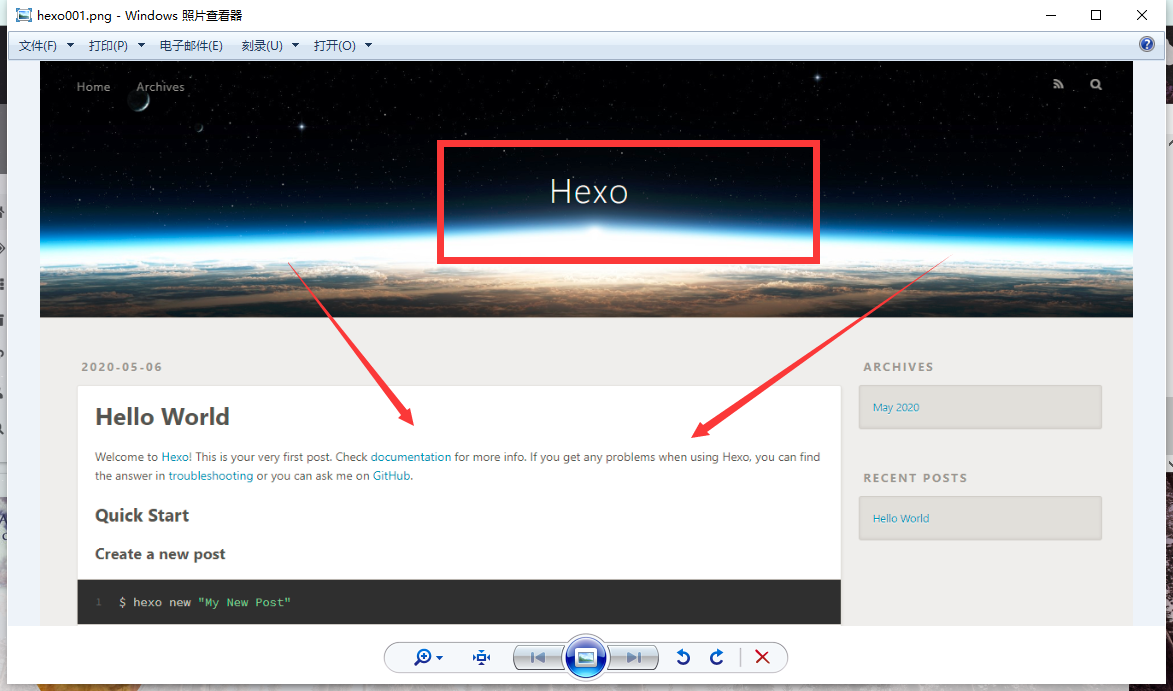 hexo001.png - Windows 照片查看器
文件(F) 打印(P) 电子邮件(E) 刻录(U) 打开(O)
Home Archives
Hexo
2020-05-06
Hello World
Welcome to Hexo! This is your very first post. Check documentation for more info. If you get any problems when using Hexo, you can find
the answer in troubleshooting or you can ask me on GitHub.
Quick Start
Create a new post
1 $ hexo new "My New Post"
ARCHIVES
May 2020
RECENT POSTS
Hello World